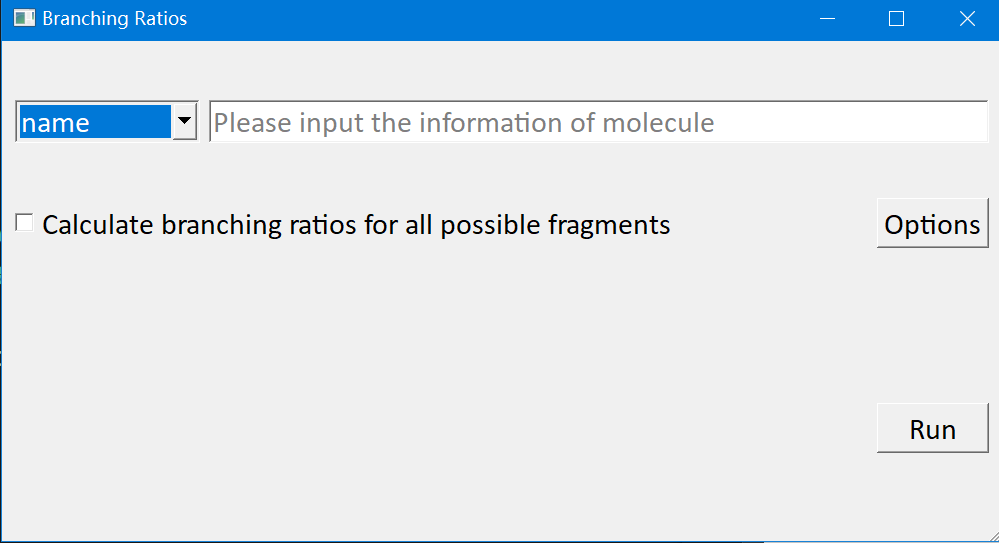 Branching Ratios
name
Please input the information of molecule
Calculate branching ratios for all possible fragments
Options
Run